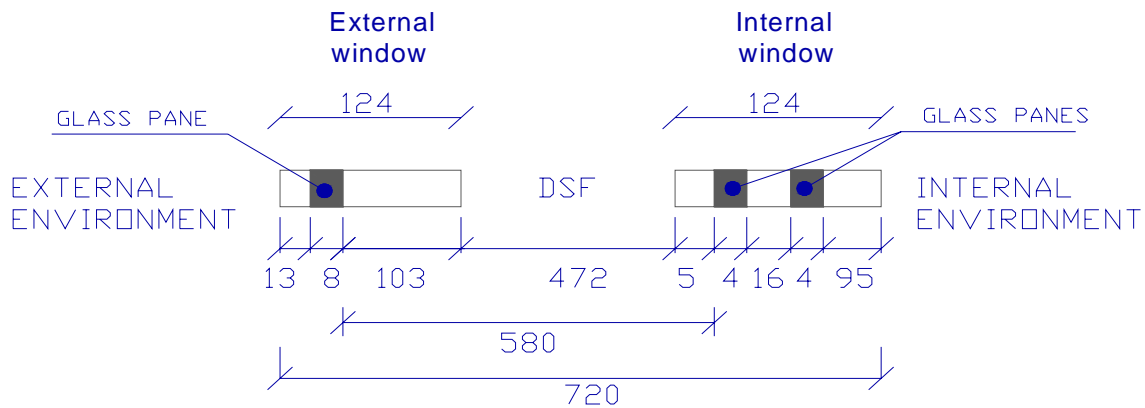 External
window
Internal
window
124
124
GLASS PANE
GLASS PANES
EXTERNAL
ENVIRONMENT
DSF
INTERNAL
ENVIRONMENT
13 8 103 472 5 4 16 4 95
580
720